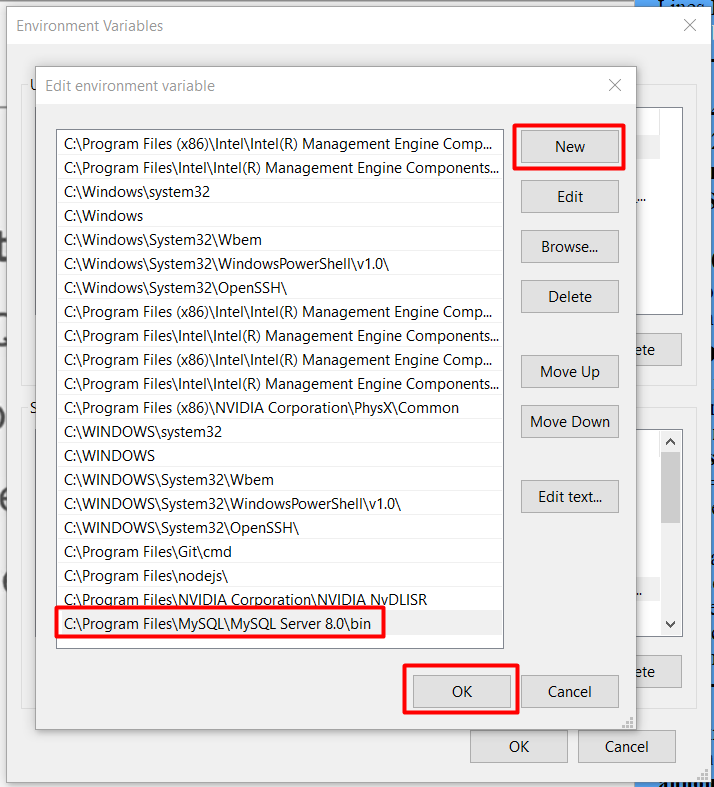 Environment Variables
Edit environment variable
C:\Program Files (x86)\Intel\Intel(R) Management Engine Comp...
C:\Program Files\Intel\Intel(R) Management Engine Components...
C:\Windows\system32
C:\Windows
C:\Windows\System32\Wbem
C:\Windows\System32\WindowsPowerShell\v1.0\
C:\Windows\System32\OpenSSH\
C:\Program Files (x86)\Intel\Intel(R) Management Engine Comp...
C:\Program Files\Intel\Intel(R) Management Engine Components...
C:\Program Files (x86)\Intel\Intel(R) Management Engine Comp...
C:\Program Files\Intel\Intel(R) Management Engine Components...
C:\Program Files (x86)\NVIDIA Corporation\PhysX\Common
C:\WINDOWS\system32
C:\WINDOWS
C:\WINDOWS\System32\Wbem
C:\WINDOWS\System32\WindowsPowerShell\v1.0\
C:\WINDOWS\System32\OpenSSH\
C:\Program Files\Git\cmd
C:\Program Files\nodejs\
C:\Program Files\NVIDIA Corporation\NVIDIA NvDLISR
C:\Program Files\MySQL\MySQL Server 8.0\bin
New
Edit
Browse...
Delete
Move Up
Move Down
Edit text...
OK
Cancel
OK
Cancel